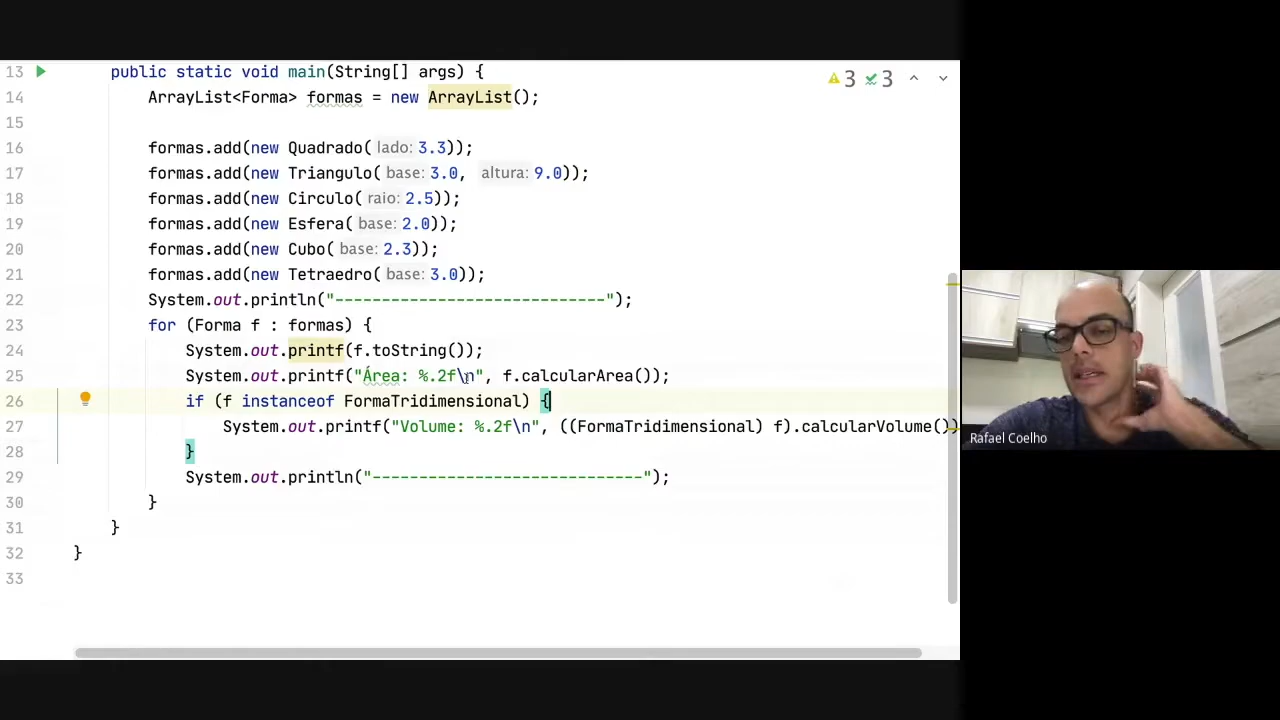 13 public static void main(String[] args) {
14 ArrayList<Forma> formas = new ArrayList();
15
16 formas.add(new Quadrado( lado: 3.3));
17 formas.add(new Triangulo( base: 3.0, altura: 9.0));
18 formas.add(new Circulo( raio: 2.5));
19 formas.add(new Esfera( base: 2.0));
20 formas.add(new Cubo( base: 2.3));
21 formas.add(new Tetraedro( base: 3.0));
22 System.out.println("-----------------------------");
23 for (Forma f : formas) {
24 System.out.printf(f.toString());
25 System.out.printf("Área: %.2f\n", f.calcularArea());
26 if (f instanceof FormaTridimensional) {
27 System.out.printf("Volume: %.2f\n", ((FormaTridimensional) f).calcularVolume())
28 }
29 System.out.println("-----------------------------");
30 }
31 }
32 }
33
3 3
Rafael Coelho